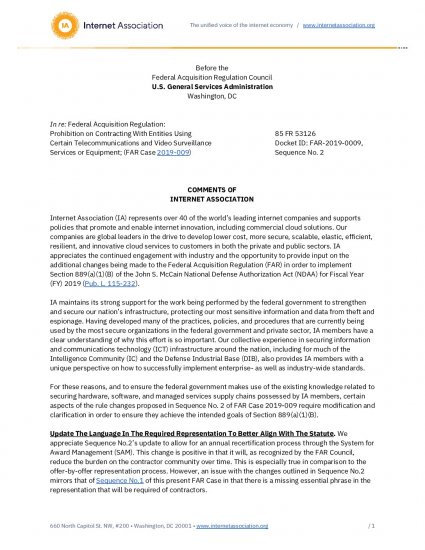 IA
Internet Association
The unified voice of the internet economy / www.internetassociation.org
Before the
Federal Acquisition Regulation Council
U.S. General Services Administration
Washington, DC
In re: Federal Acquisition Regulation:
Prohibition on Contracting With Entities Using
Certain Telecommunications and Video Surveillance
Services or Equipment; (FAR Case 2019-009)
85 FR 53126
Docket ID: FAR-2019-0009,
Sequence No. 2
COMMENTS OF
INTERNET ASSOCIATION
Internet Association (IA) represents over 40 of the world's leading internet companies and supports
policies that promote and enable internet innovation, including commercial cloud solutions. Our
companies are global leaders in the drive to develop lower cost, more secure, scalable, elastic, efficient,
resilient, and innovative cloud services to customers in both the private and public sectors. IA
appreciates the continued engagement with industry and the opportunity to provide input on the
additional changes being made to the Federal Acquisition Regulation (FAR) in order to implement
Section 889(a)(1)(B) of the John S. McCain National Defense Authorization Act (NDAA) for Fiscal Year
(FY) 2019 (Pub. L. 115-232).
IA maintains its strong support for the work being performed by the federal government to strengthen
and secure our nation's infrastructure, protecting our most sensitive information and data from theft and
espionage. Having developed many of the practices, policies, and procedures that are currently being
used by the most secure organizations in the federal government and private sector, IA members have a
clear understanding of why this effort is so important. Our collective experience in securing information
and communications technology (ICT) infrastructure around the nation, including for much of the
Intelligence Community (IC) and the Defense Industrial Base (DIB), also provides IA members with a
unique perspective on how to successfully implement enterprise- as well as industry-wide standards.
For these reasons, and to ensure the federal government makes use of the existing knowledge related to
securing hardware, software, and managed services supply chains possessed by IA members, certain
aspects of the rule changes proposed in Sequence No. 2 of FAR Case 2019-009 require modification and
clarification in order to ensure they achieve the intended goals of Section 889(a)(1)(B).
Update The Language In The Required Representation To Better Align With The Statute. We
appreciate Sequence No.2's update to allow for an annual recertification process through the System for
Award Management (SAM). This change is positive in that it will, as recognized by the FAR Council,
reduce the burden on the contractor community over time. This is especially true in comparison to the
offer-by-offer representation process. However, an issue with the changes outlined in Sequence No.2
mirrors that of Sequence No.1 of this present FAR Case in that there is a missing essential phrase in the
representation that will be required of contractors.
660 North Capitol St. NW, #200 • Washington, DC 20001 • www.internetassociation.org
/ 1